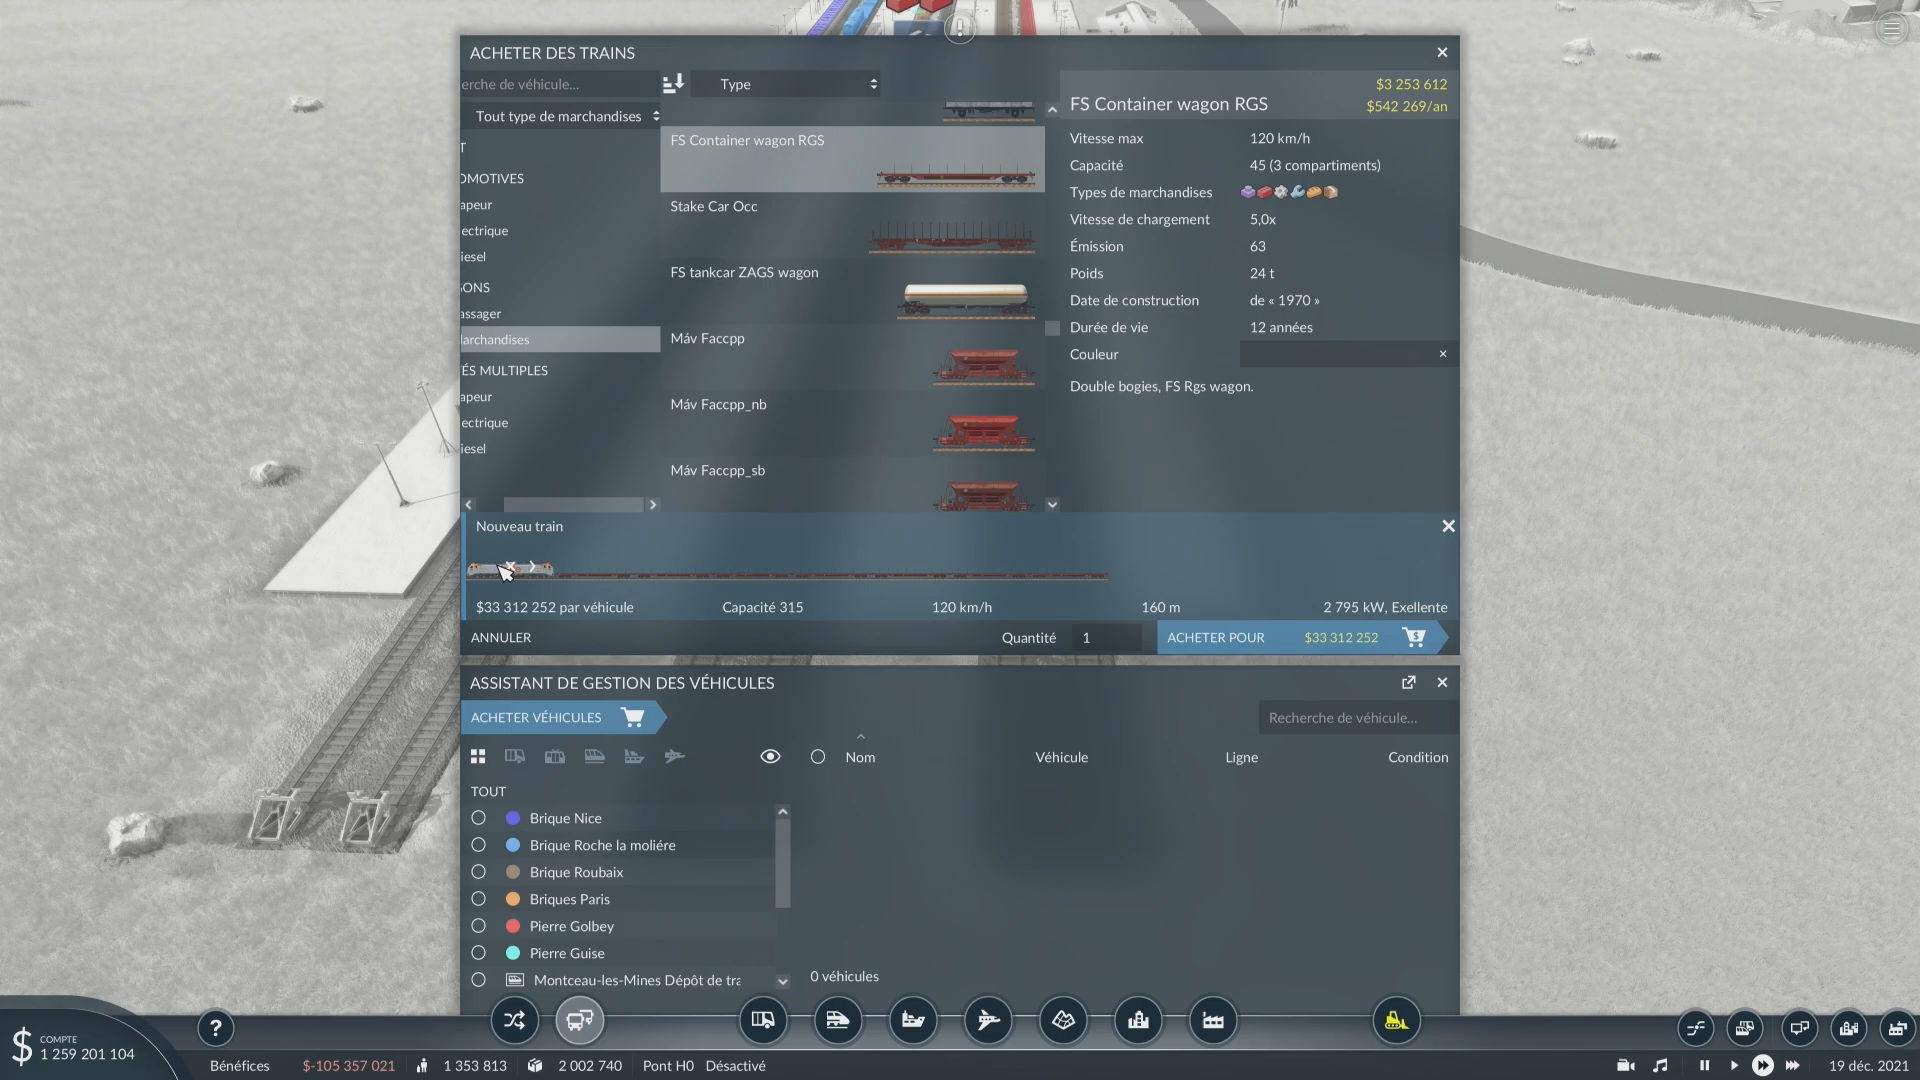 ACHETER DES TRAINS
erche de véhicule...
Type
Tout type de marchandises
T
OMOTIVES
apeur
ectrique
iesel
GONS
assager
archandises
ÉS MULTIPLES
apeur
ectrique
iesel
FS Container wagon RGS
Stake Car Occ
FS tankcar ZAGS wagon
Máv Faccpp
Máv Faccpp_nb
Máv Faccpp_sb
$3 253 612
FS Container wagon RGS
$542 269/an
Vitesse max 120 km/h
Capacité 45 (3 compartiments)
Types de marchandises
Vitesse de chargement 5,0x
Émission 63
Poids 24 t
Date de construction de « 1970 »
Durée de vie 12 années
Couleur
Double bogies, FS Rgs wagon.
Nouveau train
$33 312 252 par véhicule Capacité 315 120 km/h 160 m 2 795 kW, Exellente
ANNULER Quantité 1 ACHETER POUR $33 312 252
ASSISTANT DE GESTION DES VÉHICULES
ACHETER VÉHICULES
Recherche de véhicule...
Nom Véhicule Ligne Condition
TOUT
Brique Nice
Brique Roche la moliére
Brique Roubaix
Briques Paris
Pierre Golbey
Pierre Guise
Montceau-les-Mines Dépôt de tra
0 véhicules
?
$ COMPTE
1 259 201 104
Bénéfices $-105 357 021 1 353 813 2 002 740 Pont H0 Désactivé 19 déc. 2021